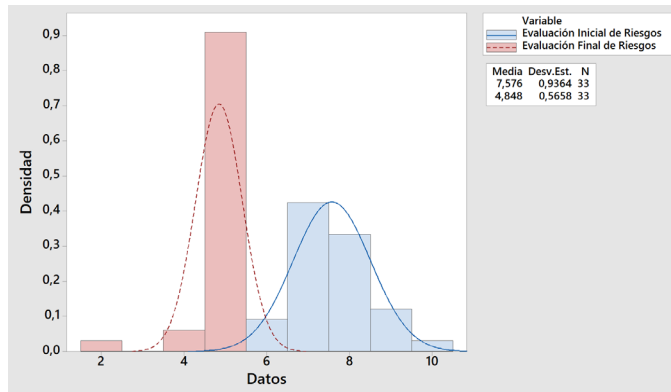 Variable
Evaluación Inicial de Riesgos
Evaluación Final de Riesgos
Media Desv.Est. N
7,576 0,9364 33
4,848 0,5658 33
Densidad
0,9
0,8
0,7
0,6
0,5
0,4
0,3
0,2
0,1
0,0
2 4 6 8 10
Datos